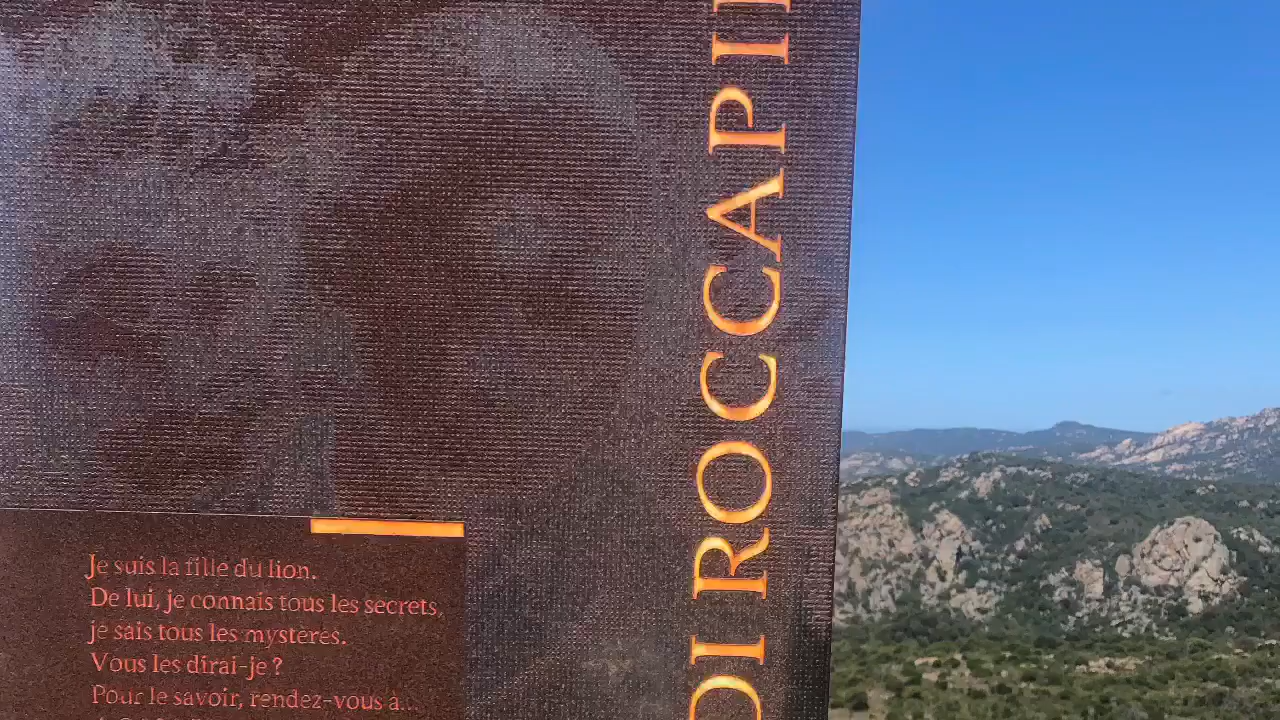 DI ROCCAPI
Je suis la fille du lion.
De lui, je connais tous les secrets,
je sais tous les mystères.
Vous les dirai-je ?
Pour le savoir, rendez-vous à...